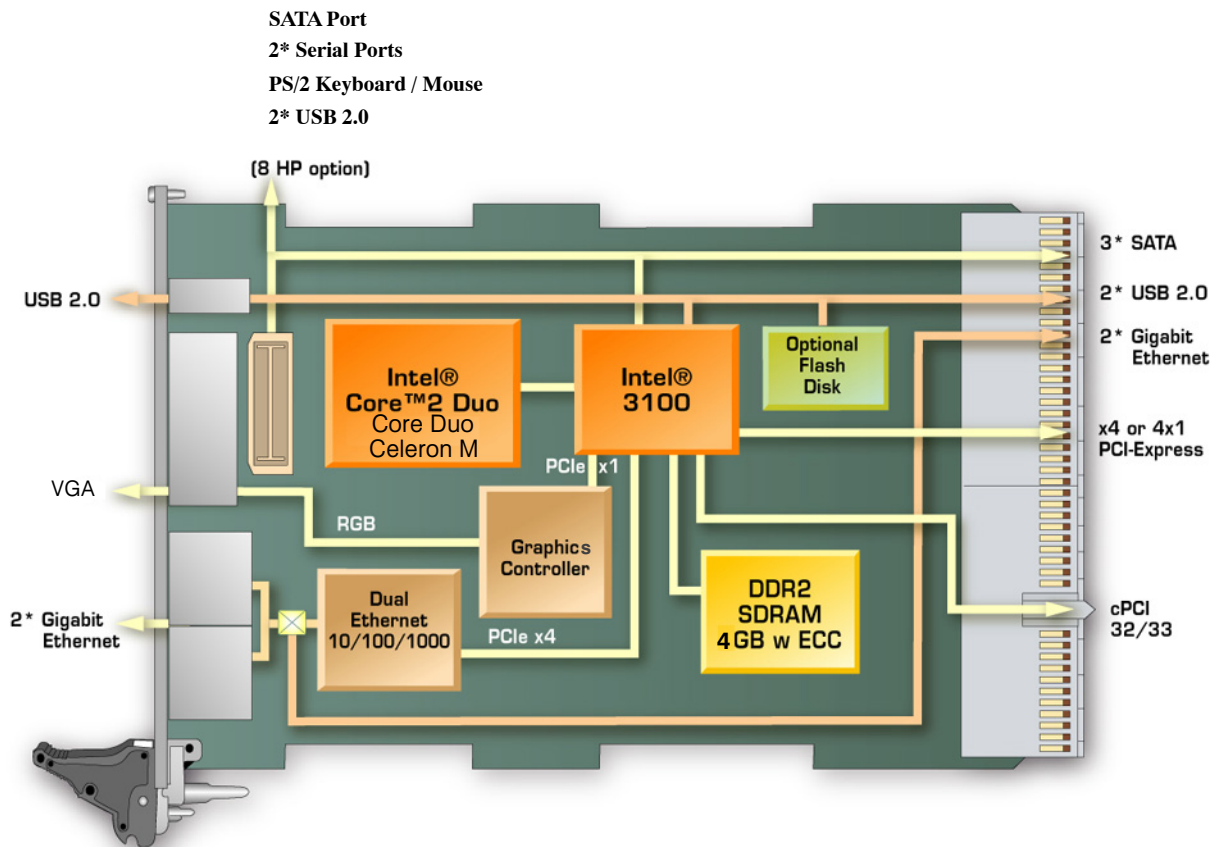 SATA Port
2* Serial Ports
PS/2 Keyboard / Mouse
2* USB 2.0
(8 HP option)
3* SATA
USB 2.0
2* USB 2.0
2* Gigabit
Ethernet
Intel®
Core™2 Duo
Core Duo
Celeron M
Intel®
3100
Optional
Flash
Disk
x4 or 4x1
PCI-Express
PCIe x1
VGA
RGB
Graphics
Controller
DDR2
SDRAM
4GB w ECC
Dual
Ethernet
10/100/1000
2* Gigabit
Ethernet
PCIe x4
cPCI
32/33